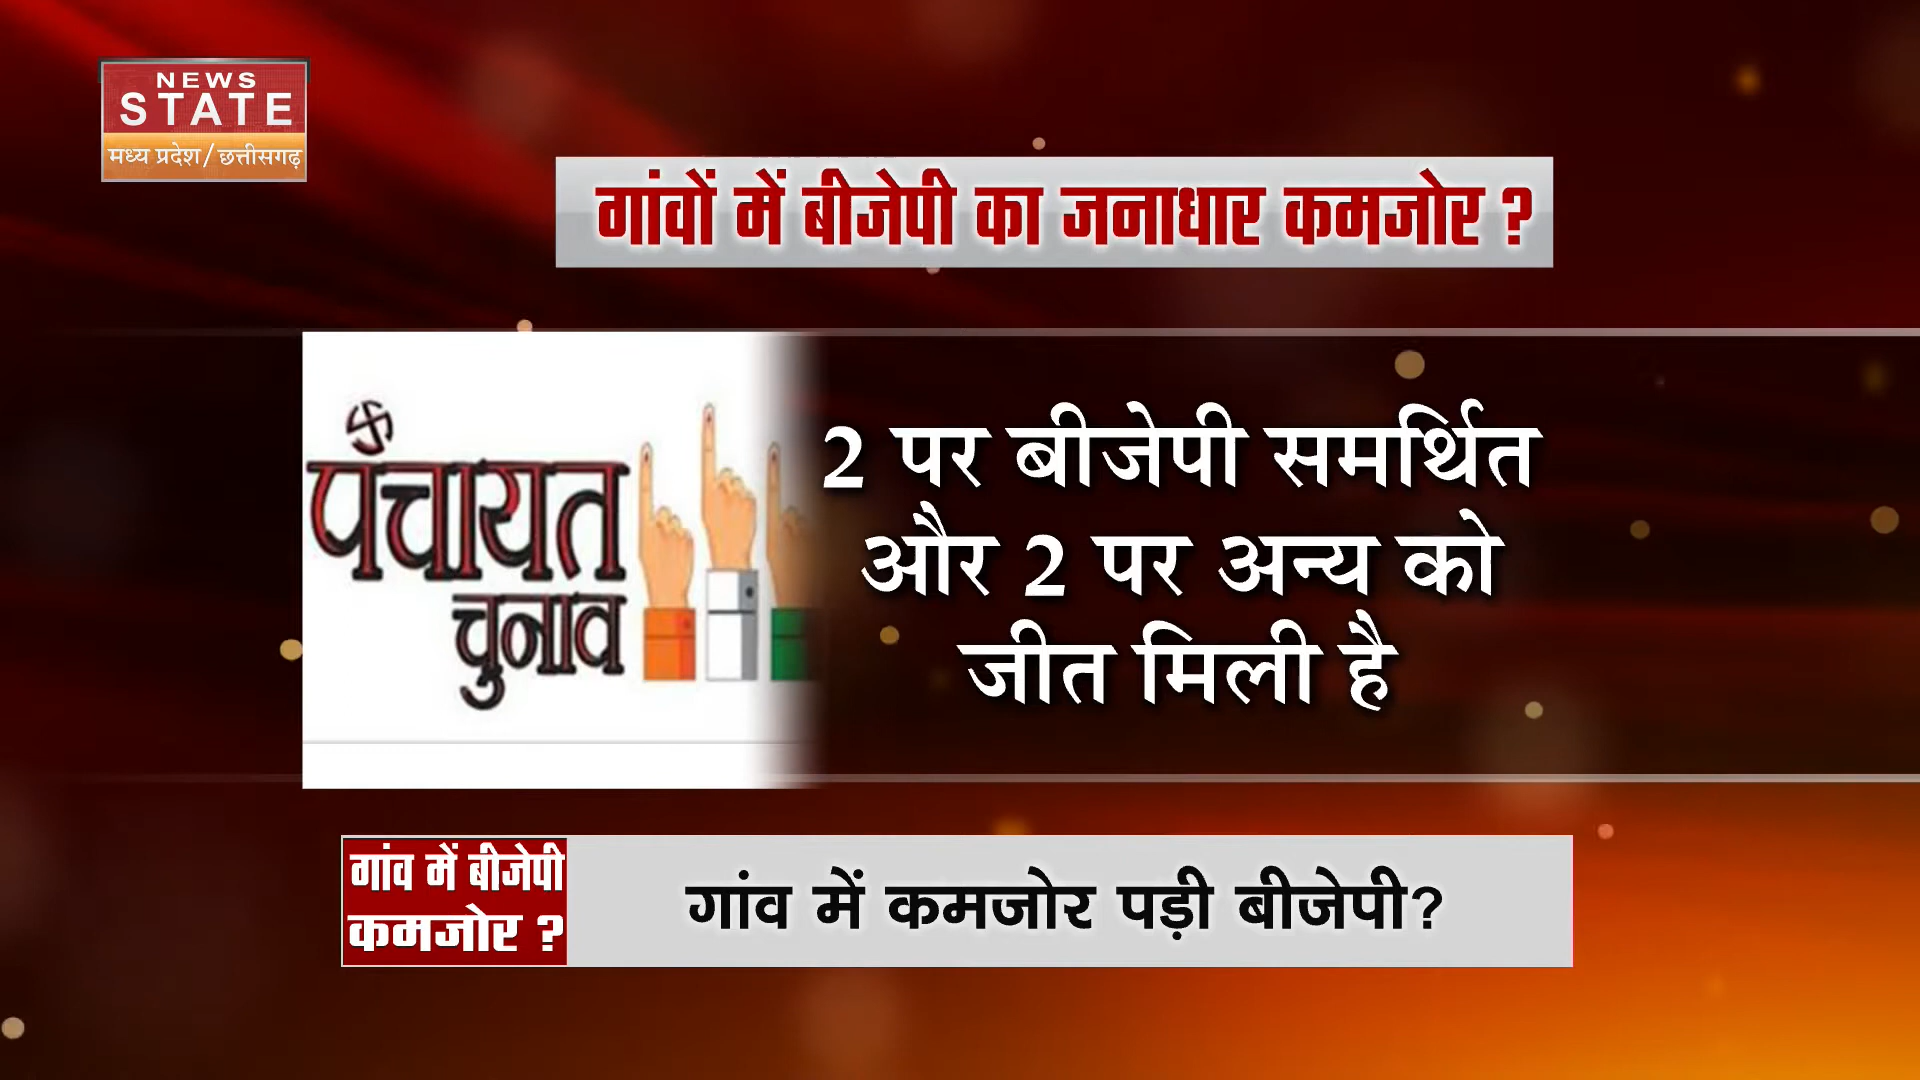 NEWS
STATE
मध्य प्रदेश/छत्तीसगढ़
गांवों में बीजेपी का जनाधार कमजोर ?
पंचायत
चुनाव
2 पर बीजेपी समर्थित
और 2 पर अन्य को
जीत मिली है
गांव में बीजेपी
कमजोर ?
गांव में कमजोर पड़ी बीजेपी?